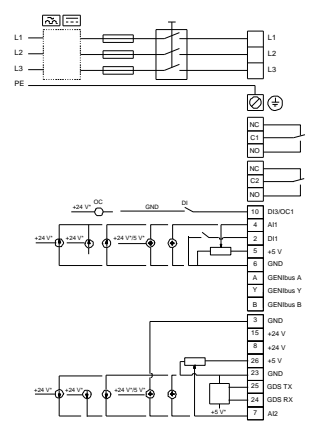 L1 L1
L2 L2
L3 L3
PE
NC
C1
NO
NC
C2
NO
+24 V* OC GND DI 10 DI3/OC1
4 AI1
2 DI1
+24 V* +24 V* +24 V*/5 V* 5 +5 V
6 GND
A GENIbus A
Y GENIbus Y
B GENIbus B
3 GND
15 +24 V
8 +24 V
26 +5 V
23 GND
+24 V* +24 V* +24 V*/5 V* 25 GDS TX
24 GDS RX
+5 V* 7 AI2